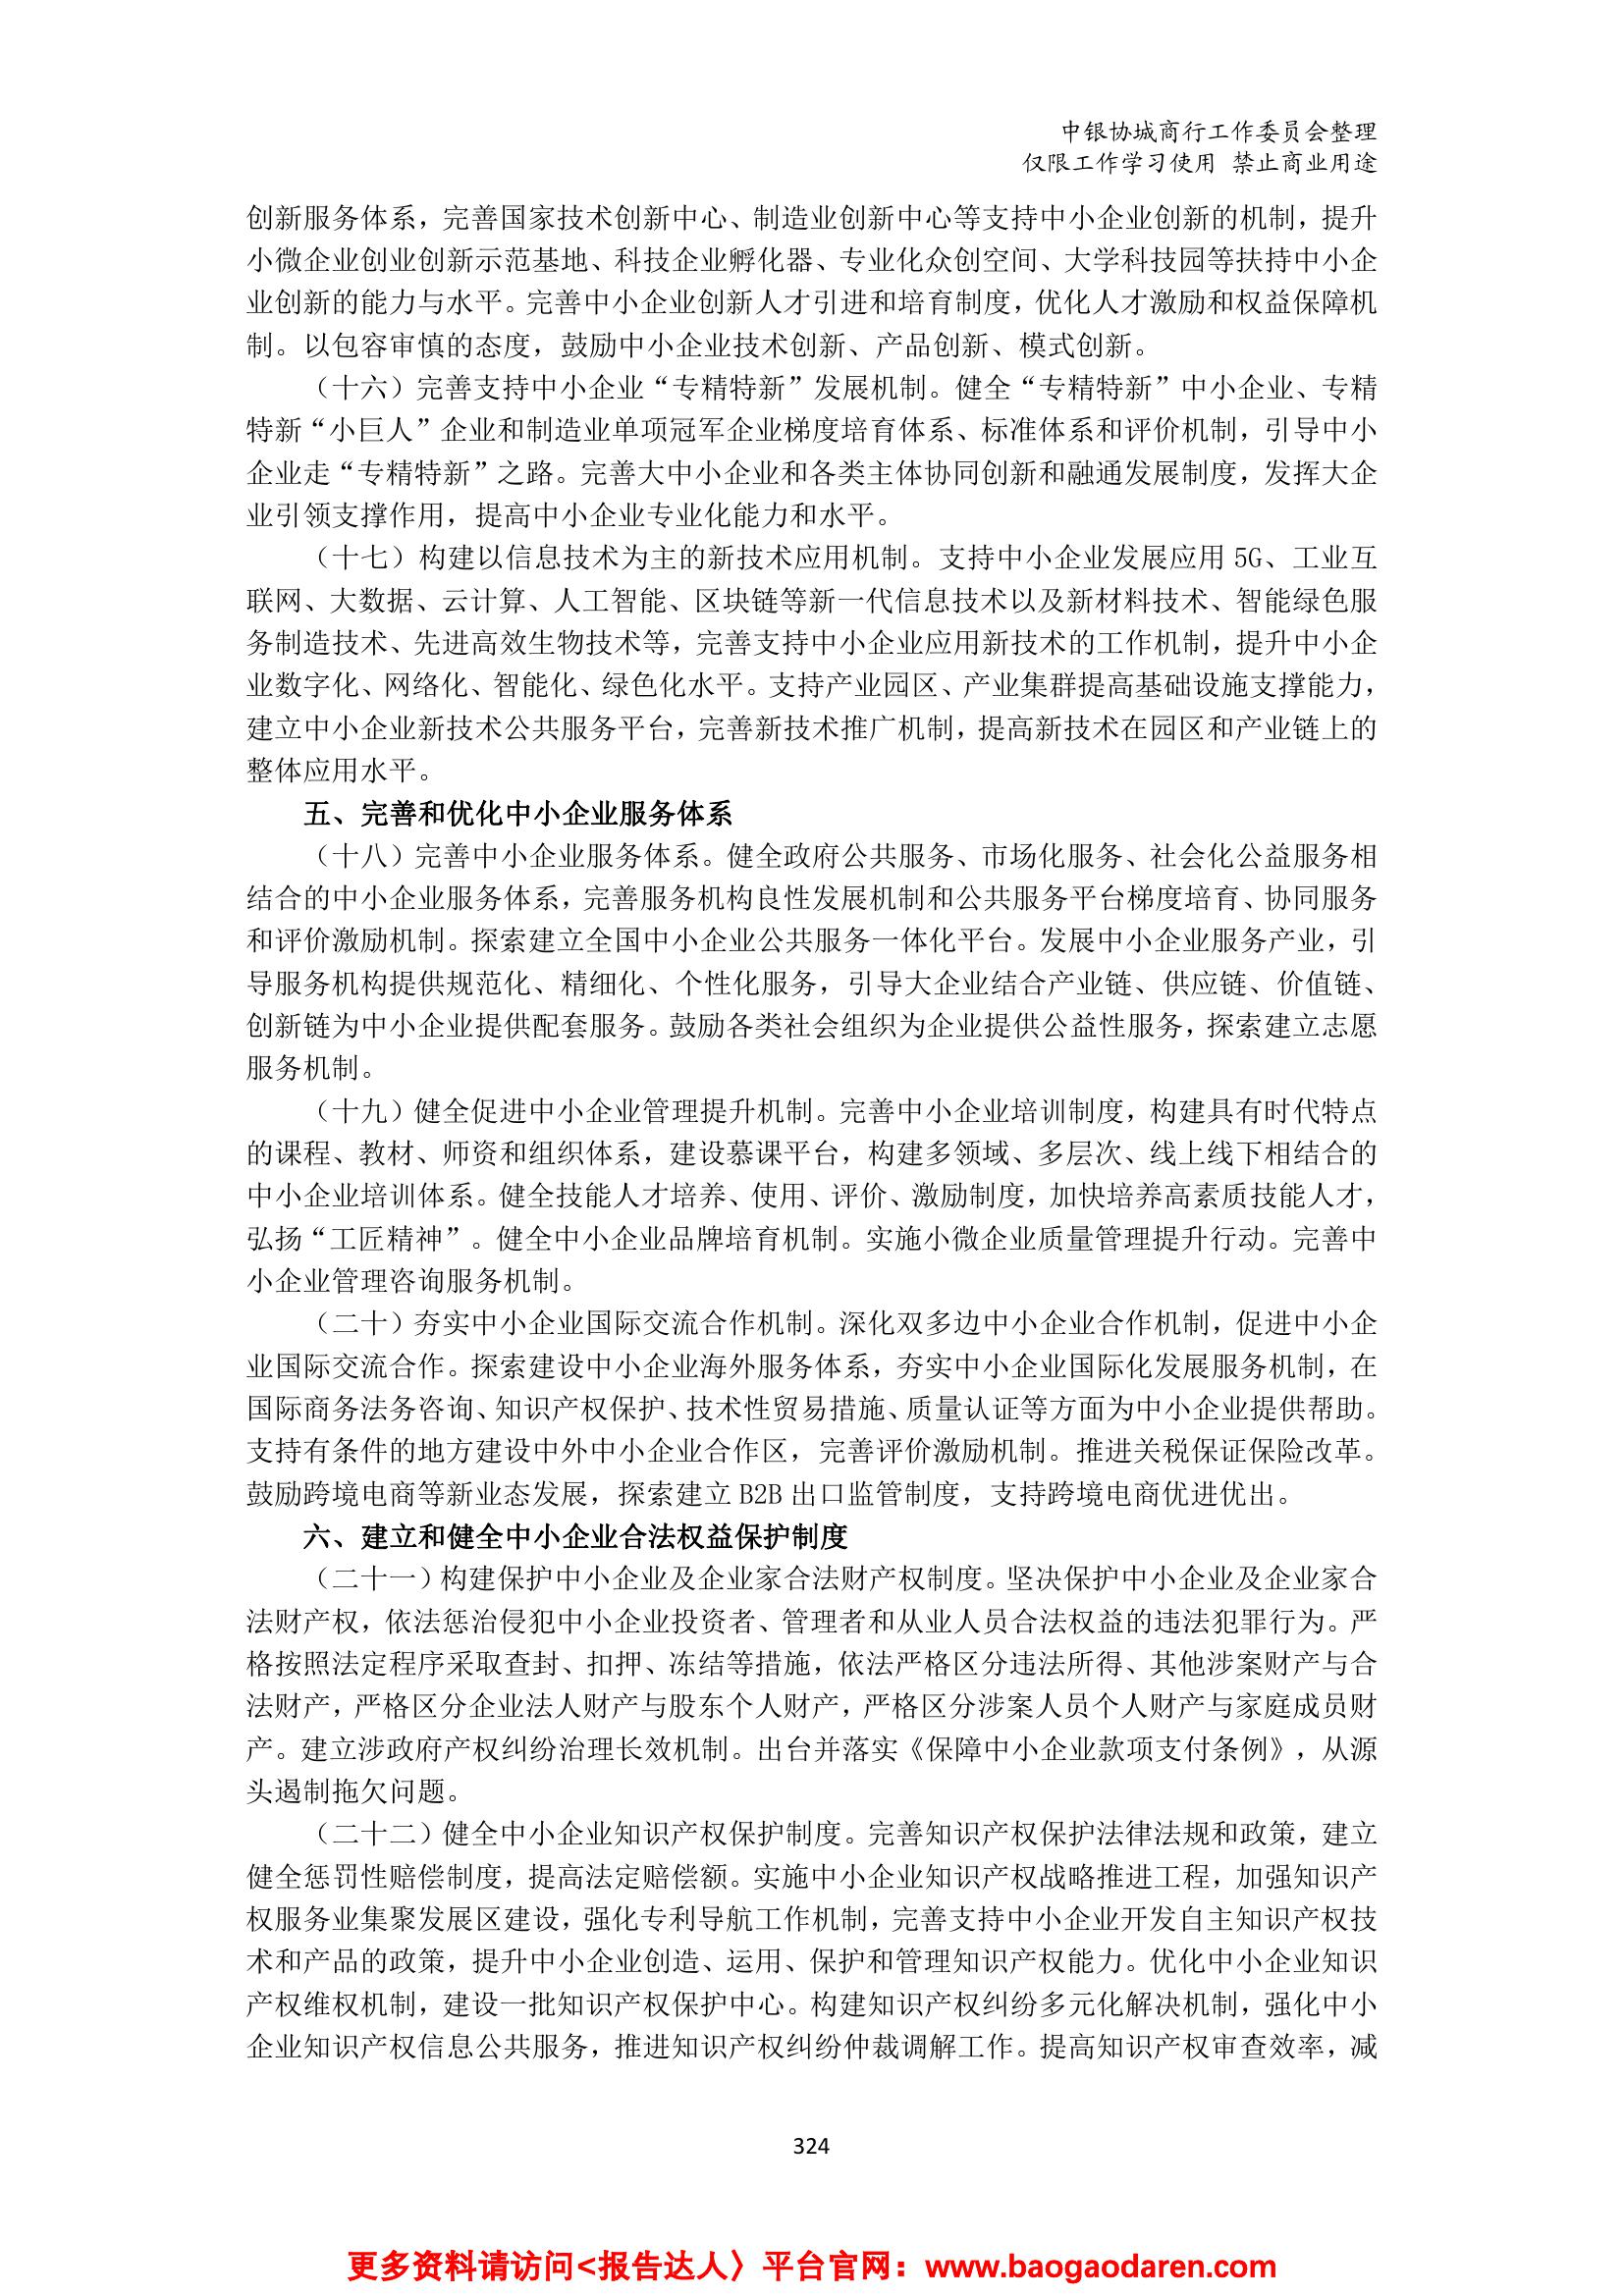 中银协城商行工作委员会整理
仅限工作学习使用 禁止商业用途
创新服务体系，完善国家技术创新中心、制造业创新中心等支持中小企业创新的机制，提升
小微企业创业创新示范基地、科技企业孵化器、专业化众创空间、大学科技园等扶持中小企
业创新的能力与水平。完善中小企业创新人才引进和培育制度，优化人才激励和权益保障机
制。以包容审慎的态度，鼓励中小企业技术创新、产品创新、模式创新。
（十六）完善支持中小企业“专精特新”发展机制。健全“专精特新”中小企业、专精
特新“小巨人”企业和制造业单项冠军企业梯度培育体系、标准体系和评价机制，引导中小
企业走“专精特新”之路。完善大中小企业和各类主体协同创新和融通发展制度，发挥大企
业引领支撑作用，提高中小企业专业化能力和水平。
（十七）构建以信息技术为主的新技术应用机制。支持中小企业发展应用 5G、工业互
联网、大数据、云计算、人工智能、区块链等新一代信息技术以及新材料技术、智能绿色服
务制造技术、先进高效生物技术等，完善支持中小企业应用新技术的工作机制，提升中小企
业数字化、网络化、智能化、绿色化水平。支持产业园区、产业集群提高基础设施支撑能力，
建立中小企业新技术公共服务平台，完善新技术推广机制，提高新技术在园区和产业链上的
整体应用水平。
五、完善和优化中小企业服务体系
（十八）完善中小企业服务体系。健全政府公共服务、市场化服务、社会化公益服务相
结合的中小企业服务体系，完善服务机构良性发展机制和公共服务平台梯度培育、协同服务
和评价激励机制。探索建立全国中小企业公共服务一体化平台。发展中小企业服务产业，引
导服务机构提供规范化、精细化、个性化服务，引导大企业结合产业链、供应链、价值链、
创新链为中小企业提供配套服务。鼓励各类社会组织为企业提供公益性服务，探索建立志愿
服务机制。
（十九）健全促进中小企业管理提升机制。完善中小企业培训制度，构建具有时代特点
的课程、教材、师资和组织体系，建设慕课平台，构建多领域、多层次、线上线下相结合的
中小企业培训体系。健全技能人才培养、使用、评价、激励制度，加快培养高素质技能人才，
弘扬“工匠精神”。健全中小企业品牌培育机制。实施小微企业质量管理提升行动。完善中
小企业管理咨询服务机制。
（二十）夯实中小企业国际交流合作机制。深化双多边中小企业合作机制，促进中小企
业国际交流合作。探索建设中小企业海外服务体系，夯实中小企业国际化发展服务机制，在
国际商务法务咨询、知识产权保护、技术性贸易措施、质量认证等方面为中小企业提供帮助。
支持有条件的地方建设中外中小企业合作区，完善评价激励机制。推进关税保证保险改革。
鼓励跨境电商等新业态发展，探索建立 B2B 出口监管制度，支持跨境电商优进优出。
六、建立和健全中小企业合法权益保护制度
（二十一）构建保护中小企业及企业家合法财产权制度。坚决保护中小企业及企业家合
法财产权，依法惩治侵犯中小企业投资者、管理者和从业人员合法权益的违法犯罪行为。严
格按照法定程序采取查封、扣押、冻结等措施，依法严格区分违法所得、其他涉案财产与合
法财产，严格区分企业法人财产与股东个人财产，严格区分涉案人员个人财产与家庭成员财
产。建立涉政府产权纠纷治理长效机制。出台并落实《保障中小企业款项支付条例》，从源
头遏制拖欠问题。
（二十二）健全中小企业知识产权保护制度。完善知识产权保护法律法规和政策，建立
健全惩罚性赔偿制度，提高法定赔偿额。实施中小企业知识产权战略推进工程，加强知识产
权服务业集聚发展区建设，强化专利导航工作机制，完善支持中小企业开发自主知识产权技
术和产品的政策，提升中小企业创造、运用、保护和管理知识产权能力。优化中小企业知识
产权维权机制，建设一批知识产权保护中心。构建知识产权纠纷多元化解决机制，强化中小
企业知识产权信息公共服务，推进知识产权纠纷仲裁调解工作。提高知识产权审查效率，减
324
更多资料请访问<报告达人〉平台官网：www.baogaodaren.com